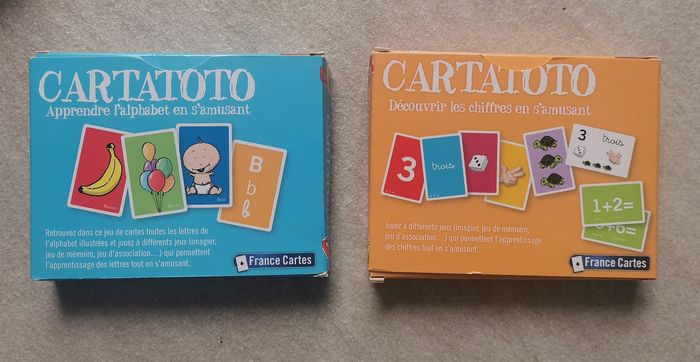 CARTATOTO
Apprendre l'alphabet en s'amusant
B
b
b
Retrouvez dans ce jeu de cartes toutes les lettres de
l'alphabet illustrées et jouez à différents jeux (imagier,
jeu de mémoire, jeu d'association...) qui permettent
l'apprentissage des lettres tout en s'amusant.
France Cartes
CARTATOTO
Découvrir les chiffres en s'amusant
3
trois
3
trois
1+2=
Jouez à différents jeux (imagier, jeu de mémoire,
jeu d'association...) qui permettent l'apprentissage
des chiffres tout en s'amusant.
France Cartes